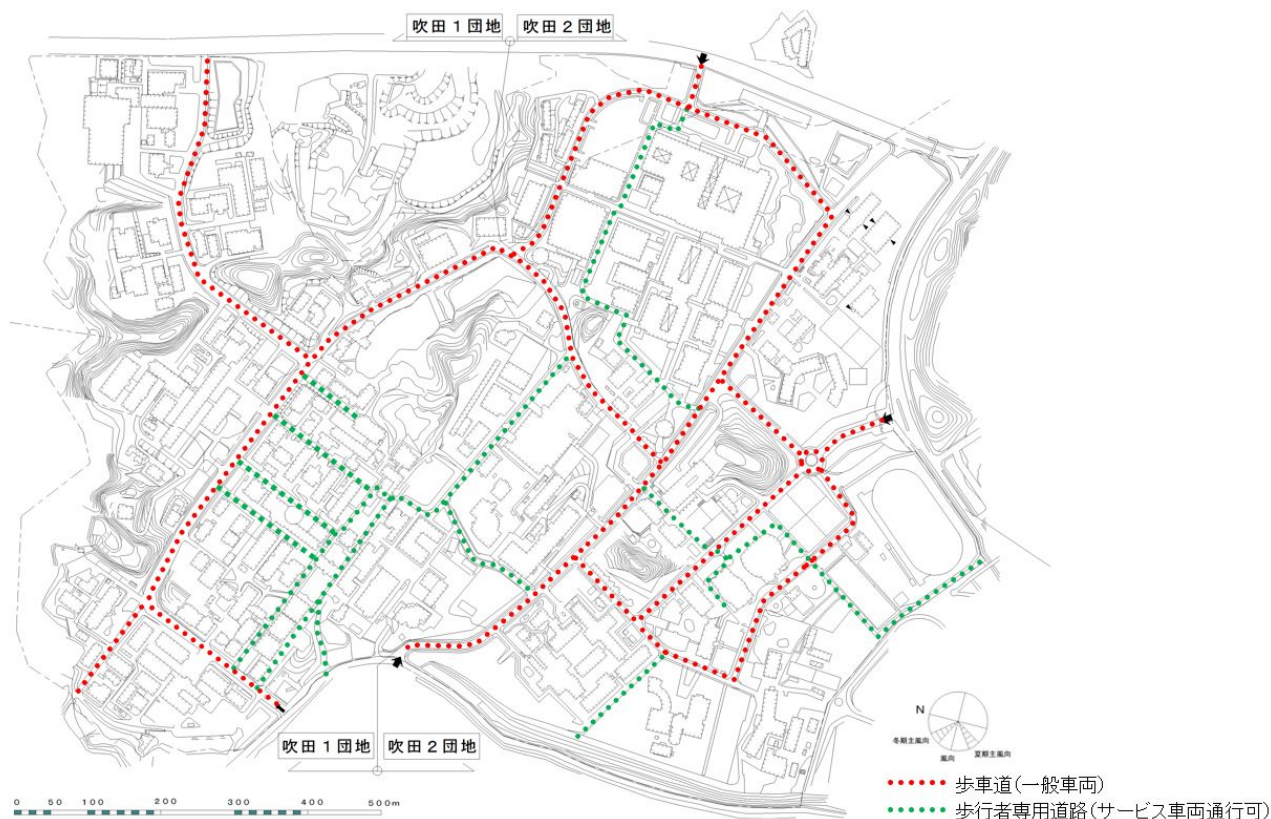 吹田1団地 吹田2団地
吹田1団地 吹田2団地
N
冬期主風向
風向
夏期主風向
歩車道(一般車両)
歩行者専用道路(サービス車両通行可)
0 50 100 200 300 400 500m